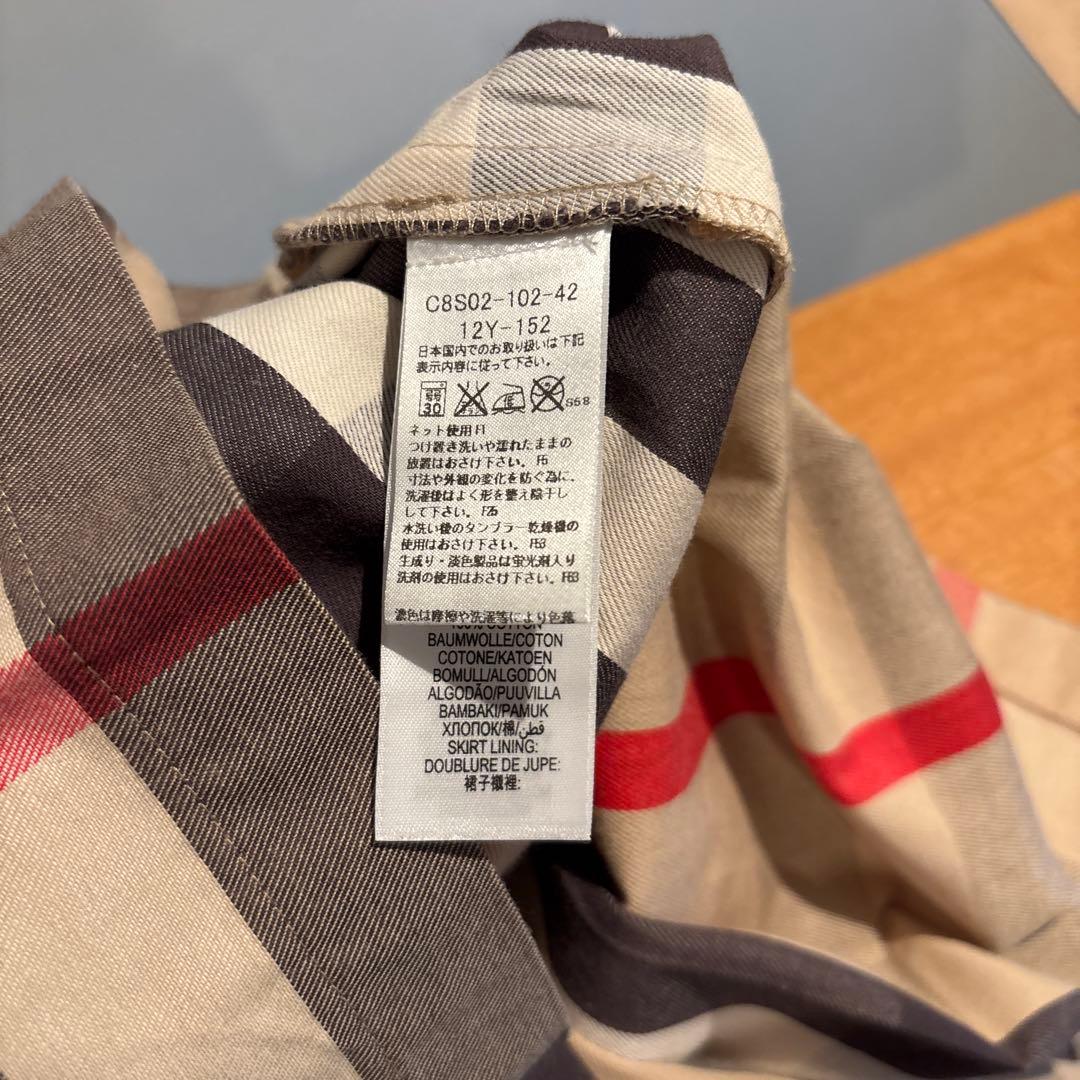 C8S02-102-42
12Y-152
日本国内でのお取り扱いは下記
表示内容に従って下さい。
30
S68
ネット使用 F1
つけ置き洗いや濡れたままの
放置はおさけ下さい。 F5
寸法や外観の変化を防ぐ為に、
洗濯後はよく形を整え陰干し
して下さい。 F26
水洗い後のタンブラー乾燥機の
使用はおさけ下さい。 F53
生成り・淡色製品は蛍光剤入り
洗剤の使用はおさけ下さい。 F83
濃色は摩擦や洗濯等により色落
100% COTTON
BAUMWOLLE/COTON
COTONE/KATOEN
BOMULL/ALGODÓN
ALGODÃO/PUUVILLA
BAMBAKI/PAMUK
ХЛОПОК/棉/قطن
SKIRT LINING:
DOUBLURE DE JUPE:
裙子襯裡: